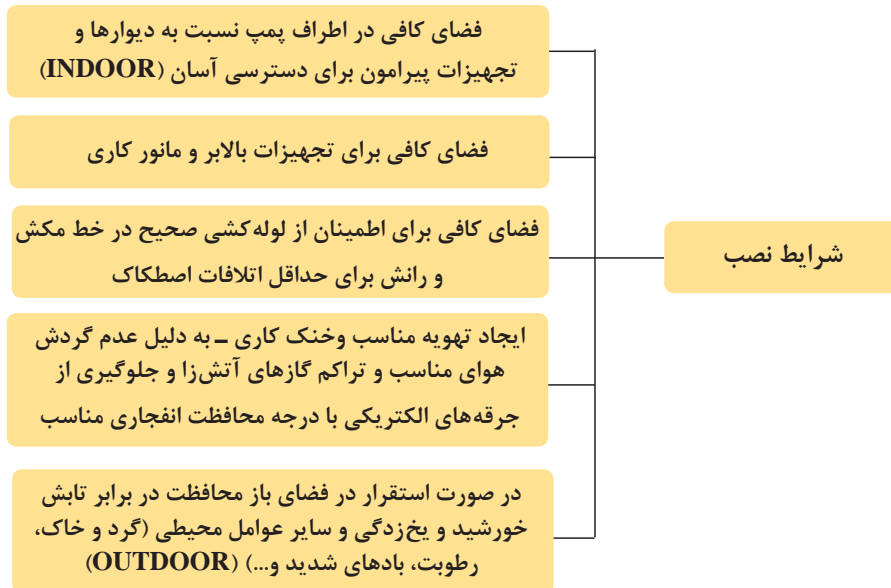 شرایط نصب
فضای کافی در اطراف پمپ نسبت به دیوارها و
تجهیزات پیرامون برای دسترسی آسان (INDOOR)
فضای کافی برای تجهیزات بالابر و مانور کاری
فضای کافی برای اطمینان از لوله‌کشی صحیح در خط مکش
و رانش برای حداقل اتلافات اصطکاک
ایجاد تهویه مناسب وخنک کاری ـ به دلیل عدم گردش
هوای مناسب و تراکم گازهای آتش‌زا و جلوگیری از
جرقه‌های الکتریکی با درجه محافظت انفجاری مناسب
در صورت استقرار در فضای باز محافظت در برابر تابش
خورشید و یخ‌زدگی و سایر عوامل محیطی (گرد و خاک،
رطوبت، بادهای شدید و...) (OUTDOOR)